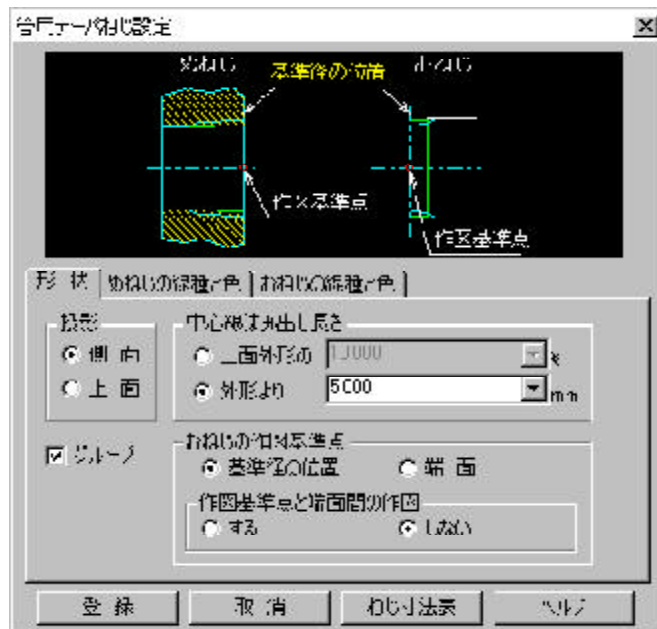 管用テーパねじ設定
めねじ 基準径の位置 おねじ
作図基準点
作図基準点
形 状 めねじの線種と色 おねじの線種と色
投影
側 面
上 面
グループ
中心線はみ出し長さ
上面外形の %
外形より 5.000 mm
おねじの作図基準点
基準径の位置 端 面
作図基準点と端面間の作図
する しない
登 録 取 消 ねじ寸法表 ヘルプ